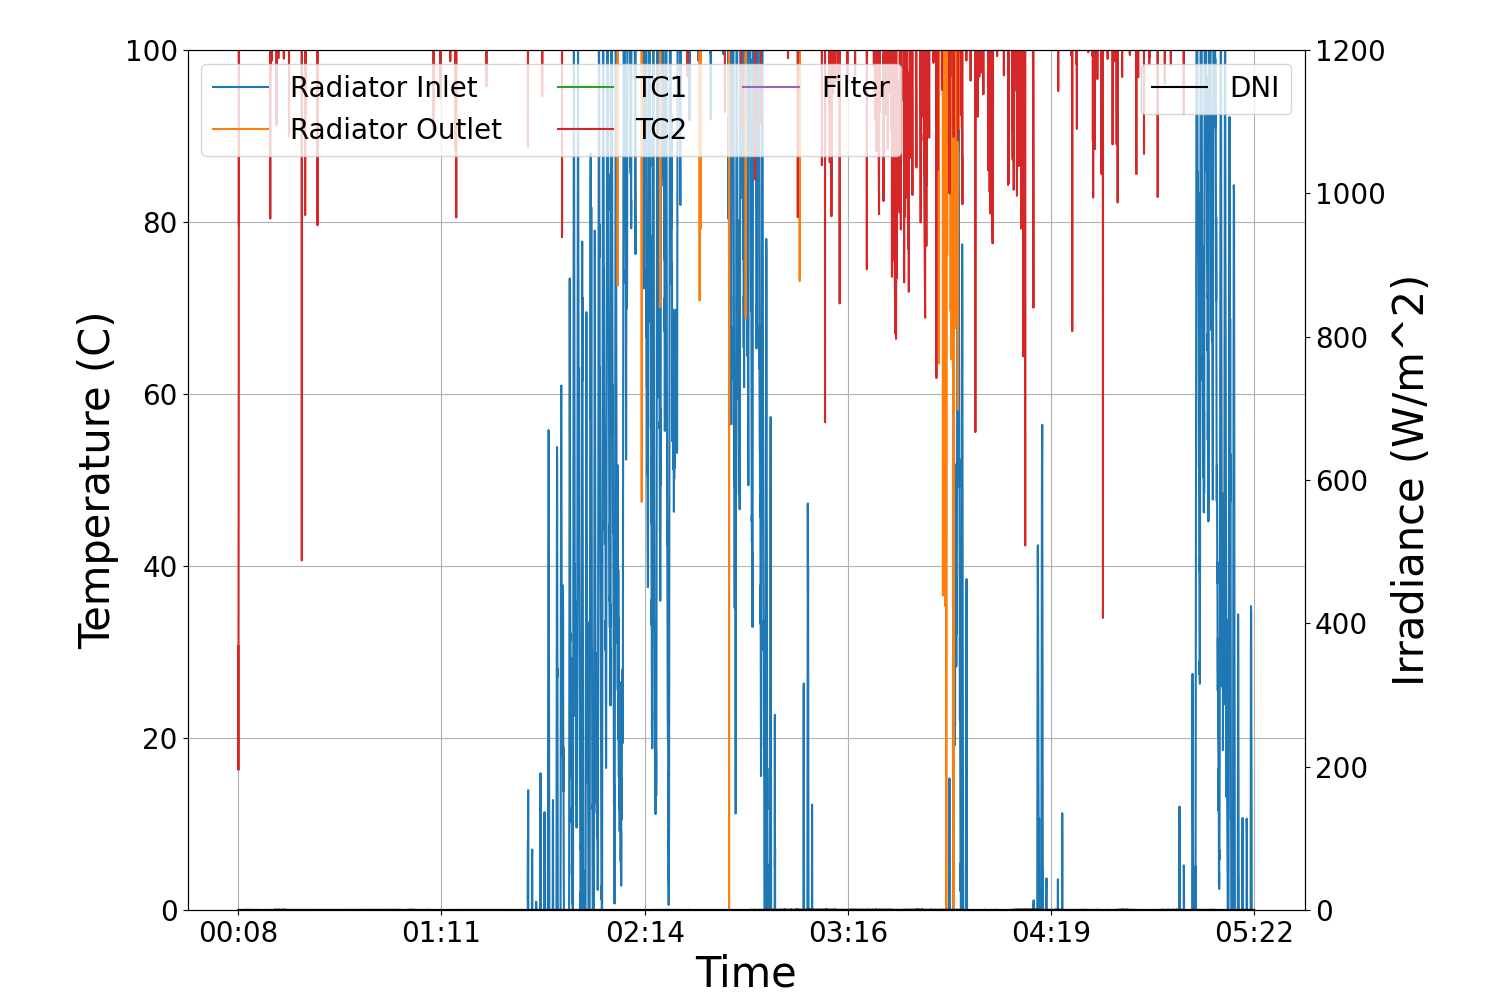 100
80
60
40
20
0
Temperature (C)
Radiator Inlet
Radiator Outlet
TC1
TC2
Filter
DNI
1200
1000
800
600
400
200
0
Irradiance (W/m^2)
00:08
01:11
02:14
03:16
04:19
05:22
Time